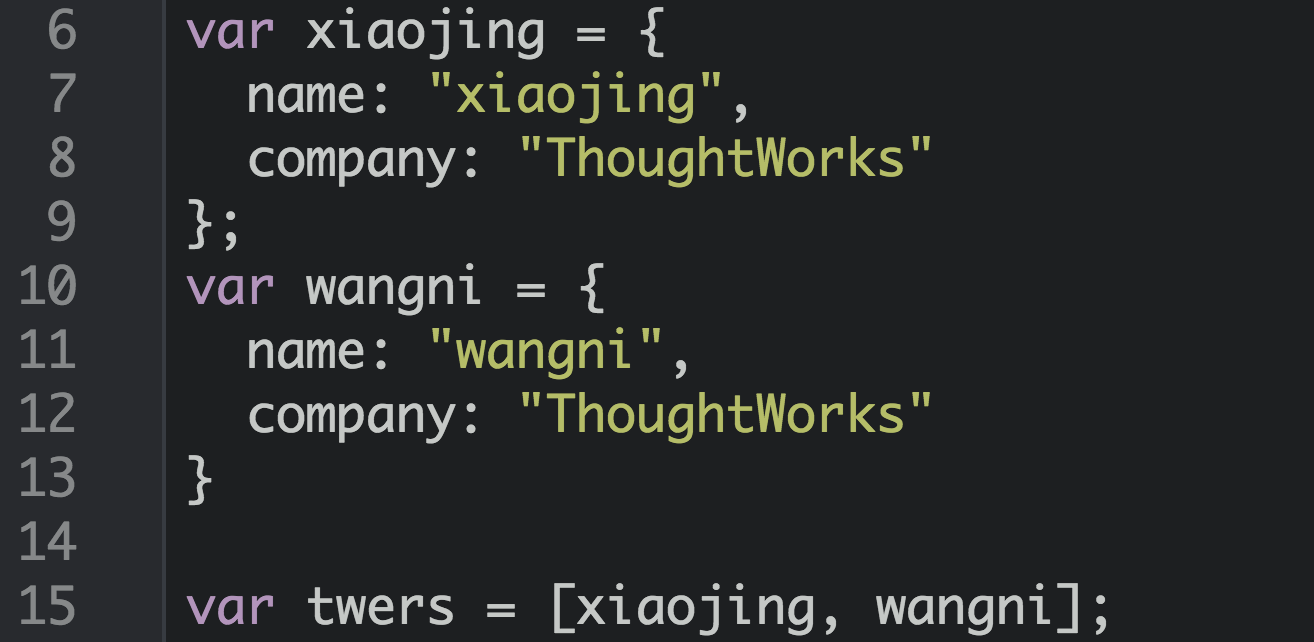 6 var xiaojing = {
7   name: "xiaojing",
8   company: "ThoughtWorks"
9 };
10 var wangni = {
11   name: "wangni",
12   company: "ThoughtWorks"
13 }
14
15 var twers = [xiaojing, wangni];